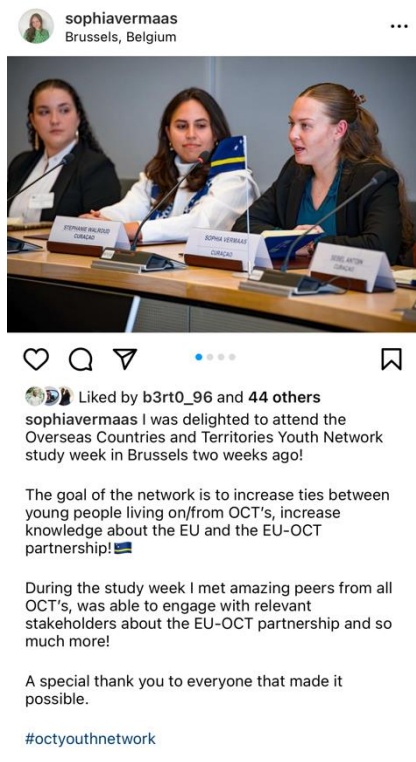 sophiavermaas
Brussels, Belgium
STEPHANIE WALROUD
CURAÇAO
SOPHIA VERMAAS
CURAÇAO
CURAÇAO
Liked by b3rt0_96 and 44 others
sophiavermaas I was delighted to attend the
Overseas Countries and Territories Youth Network
study week in Brussels two weeks ago!
The goal of the network is to increase ties between
young people living on/from OCT's, increase
knowledge about the EU and the EU-OCT
partnership!
During the study week I met amazing peers from all
OCT's, was able to engage with relevant
stakeholders about the EU-OCT partnership and so
much more!
A special thank you to everyone that made it
possible.
#octyouthnetwork